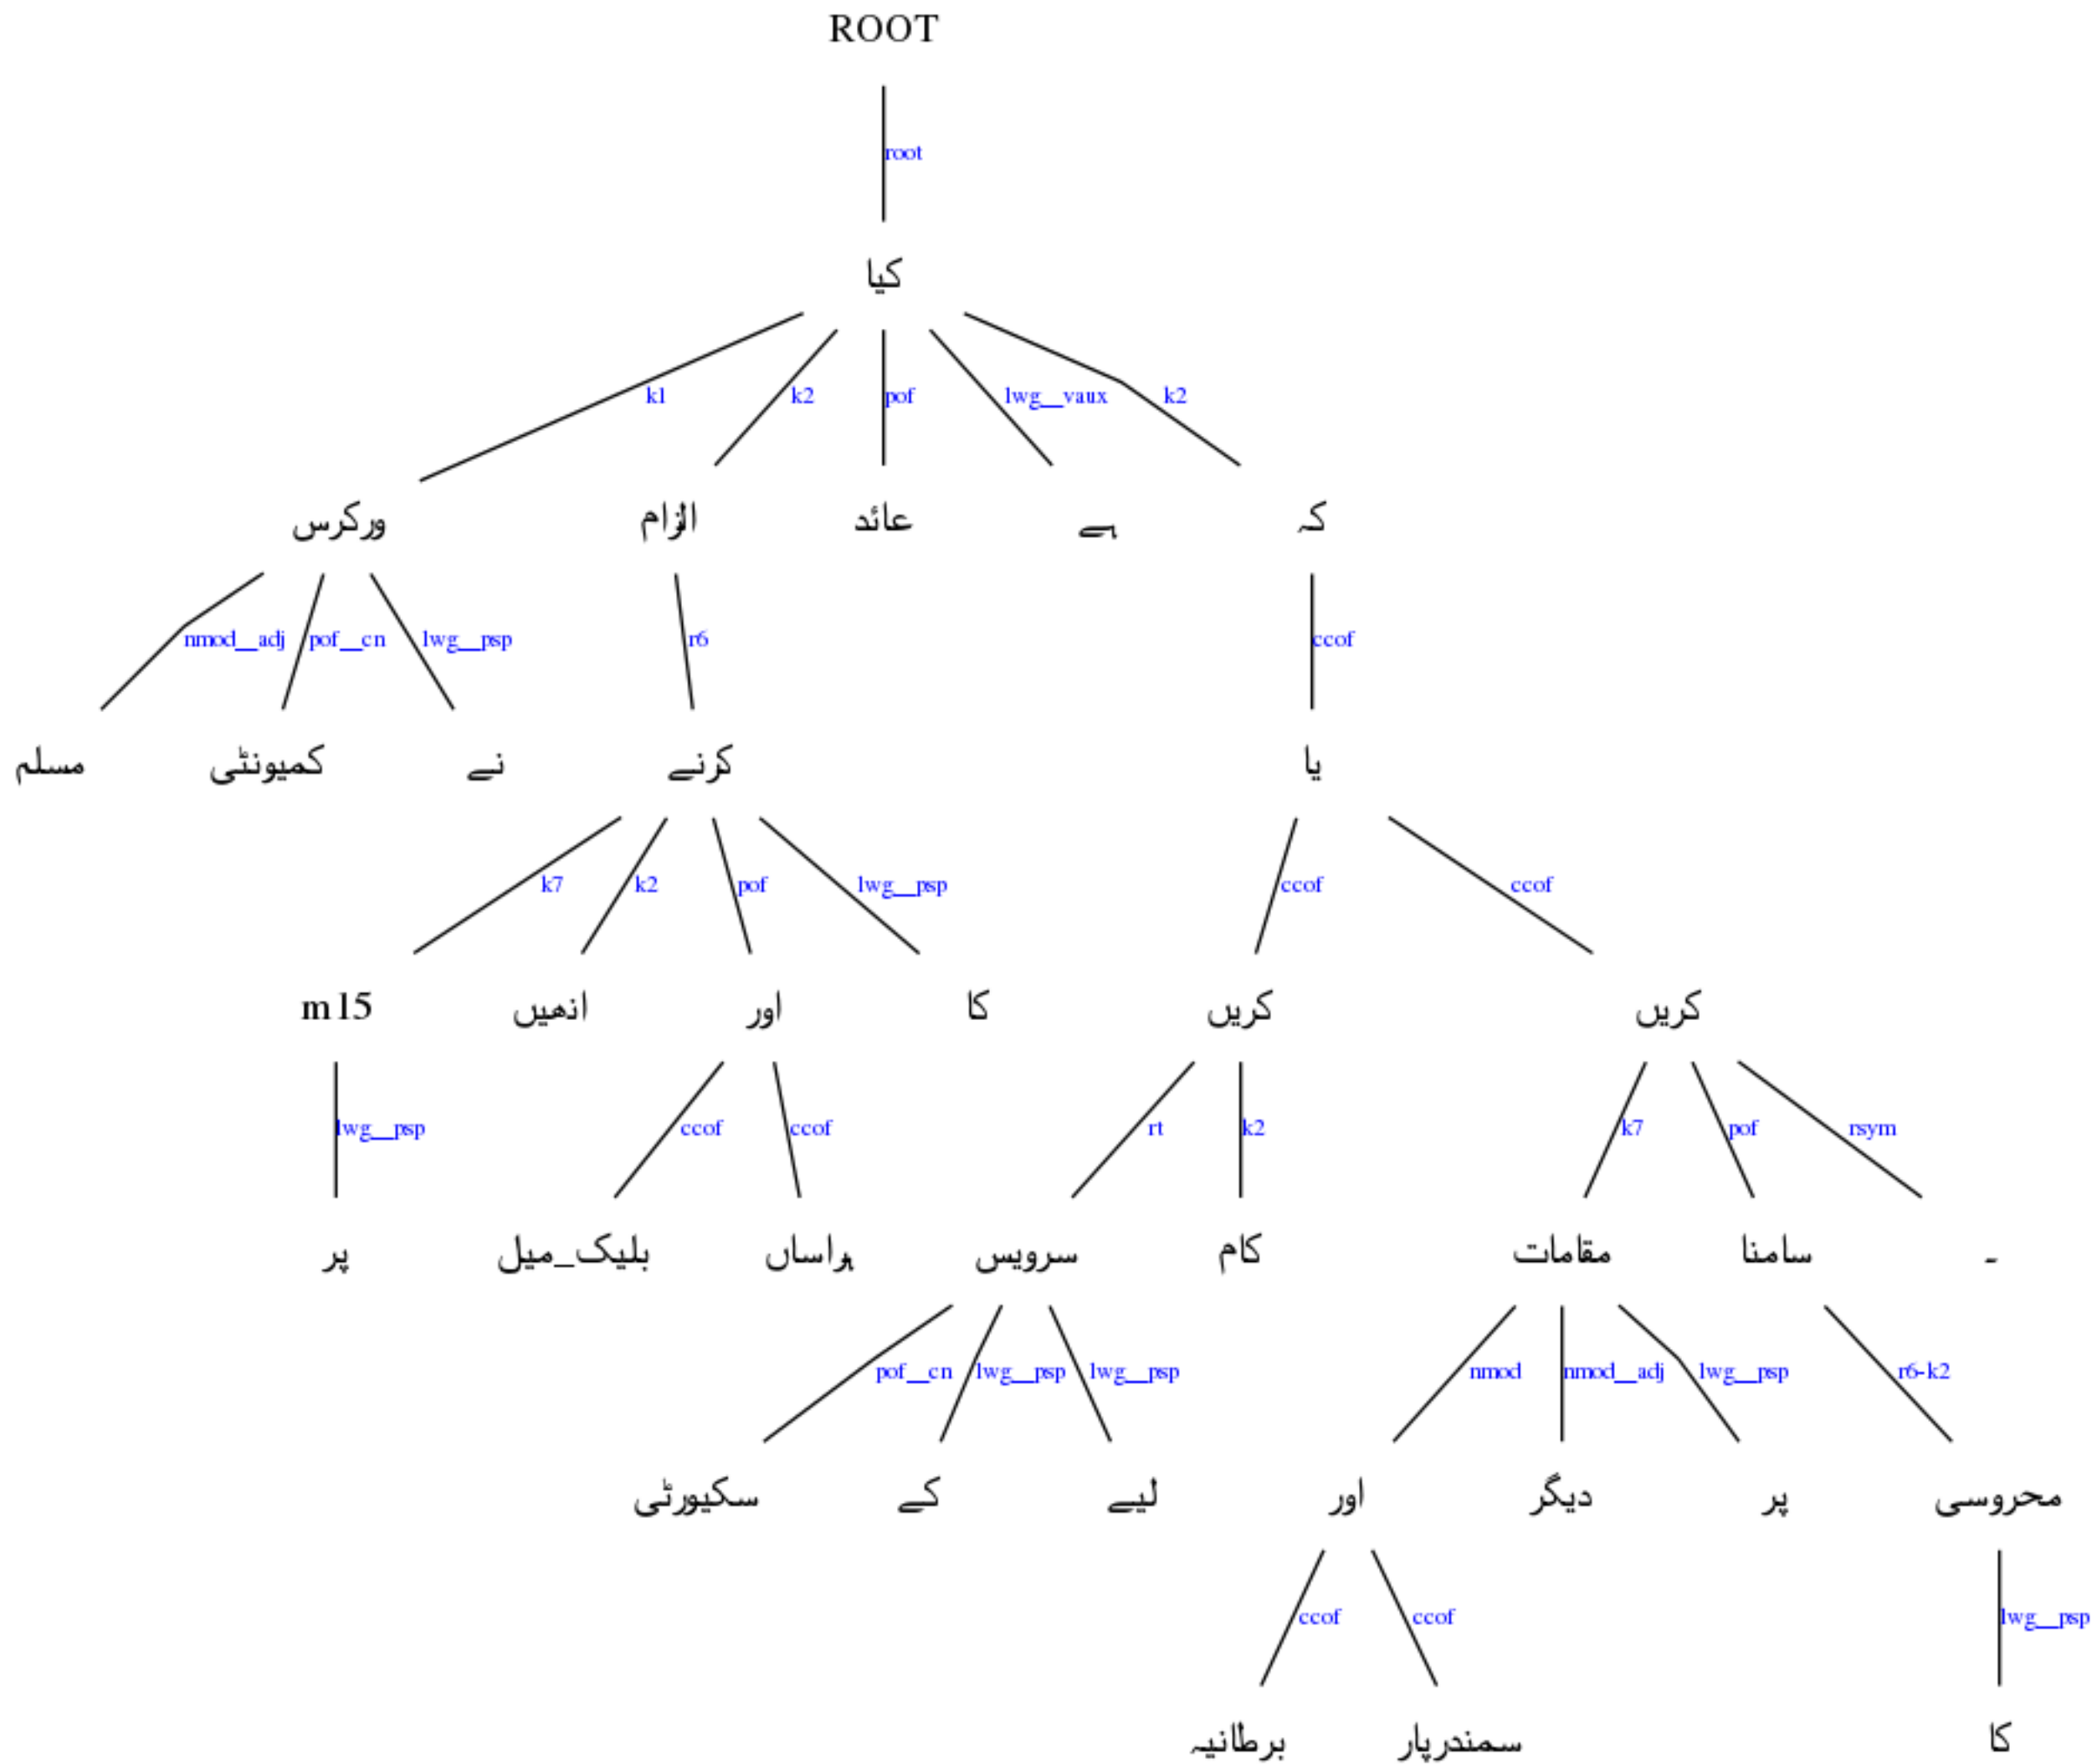 ROOT
root
کیا
k1 k2 pof lwg__vaux k2
ورکرس الزام عائد ہے کہ
nmod__adj pof__cn lwg__psp r6 ccof
مسلم کمیونٹی نے کرنے یا
k7 k2 pof lwg__psp ccof ccof
m15 انھیں اور کا کریں کریں
lwg__psp ccof ccof rt k2 k7 pof rsym
پر بلیک_میل ہراساں سرویس کام مقامات سامنا ۔
pof__cn lwg__psp lwg__psp nmod nmod__adj lwg__psp r6-k2
سکیورٹی کے لیے اور دیگر پر محروسی
ccof ccof lwg__psp
برطانیہ سمندرپار کا